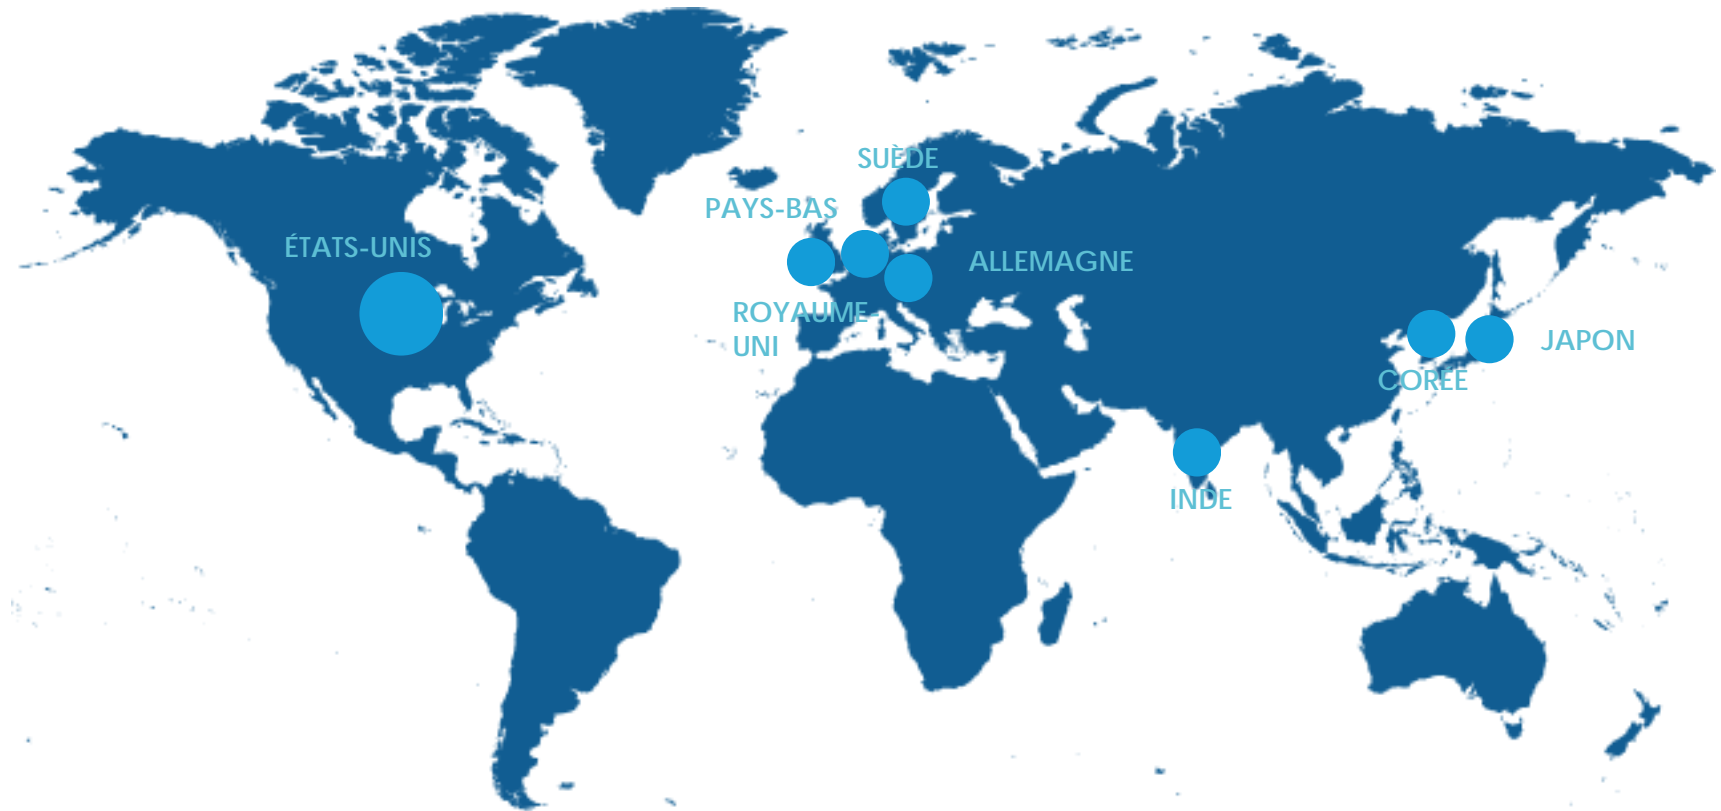 SUÈDE
PAYS-BAS
ÉTATS-UNIS
ALLEMAGNE
ROYAUME-
UNI
JAPON
CORÉE
INDE